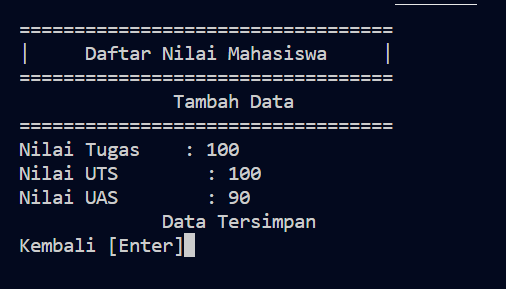 ==================================
|     Daftar Nilai Mahasiswa     |
==================================
              Tambah Data
==================================
Nilai Tugas    : 100
Nilai UTS        : 100
Nilai UAS        : 90
             Data Tersimpan
Kembali [Enter]